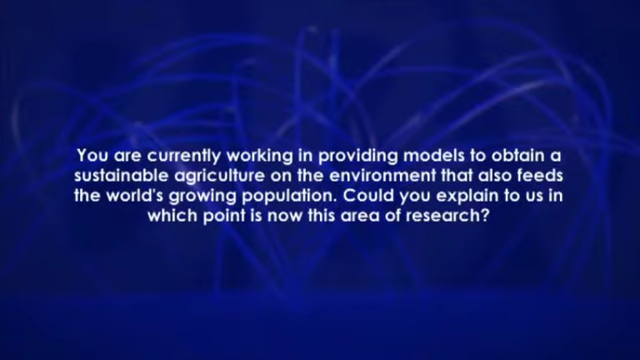 You are currently working in providing models to obtain a
sustainable agriculture on the environment that also feeds
the world's growing population. Could you explain to us in
which point is now this area of research?